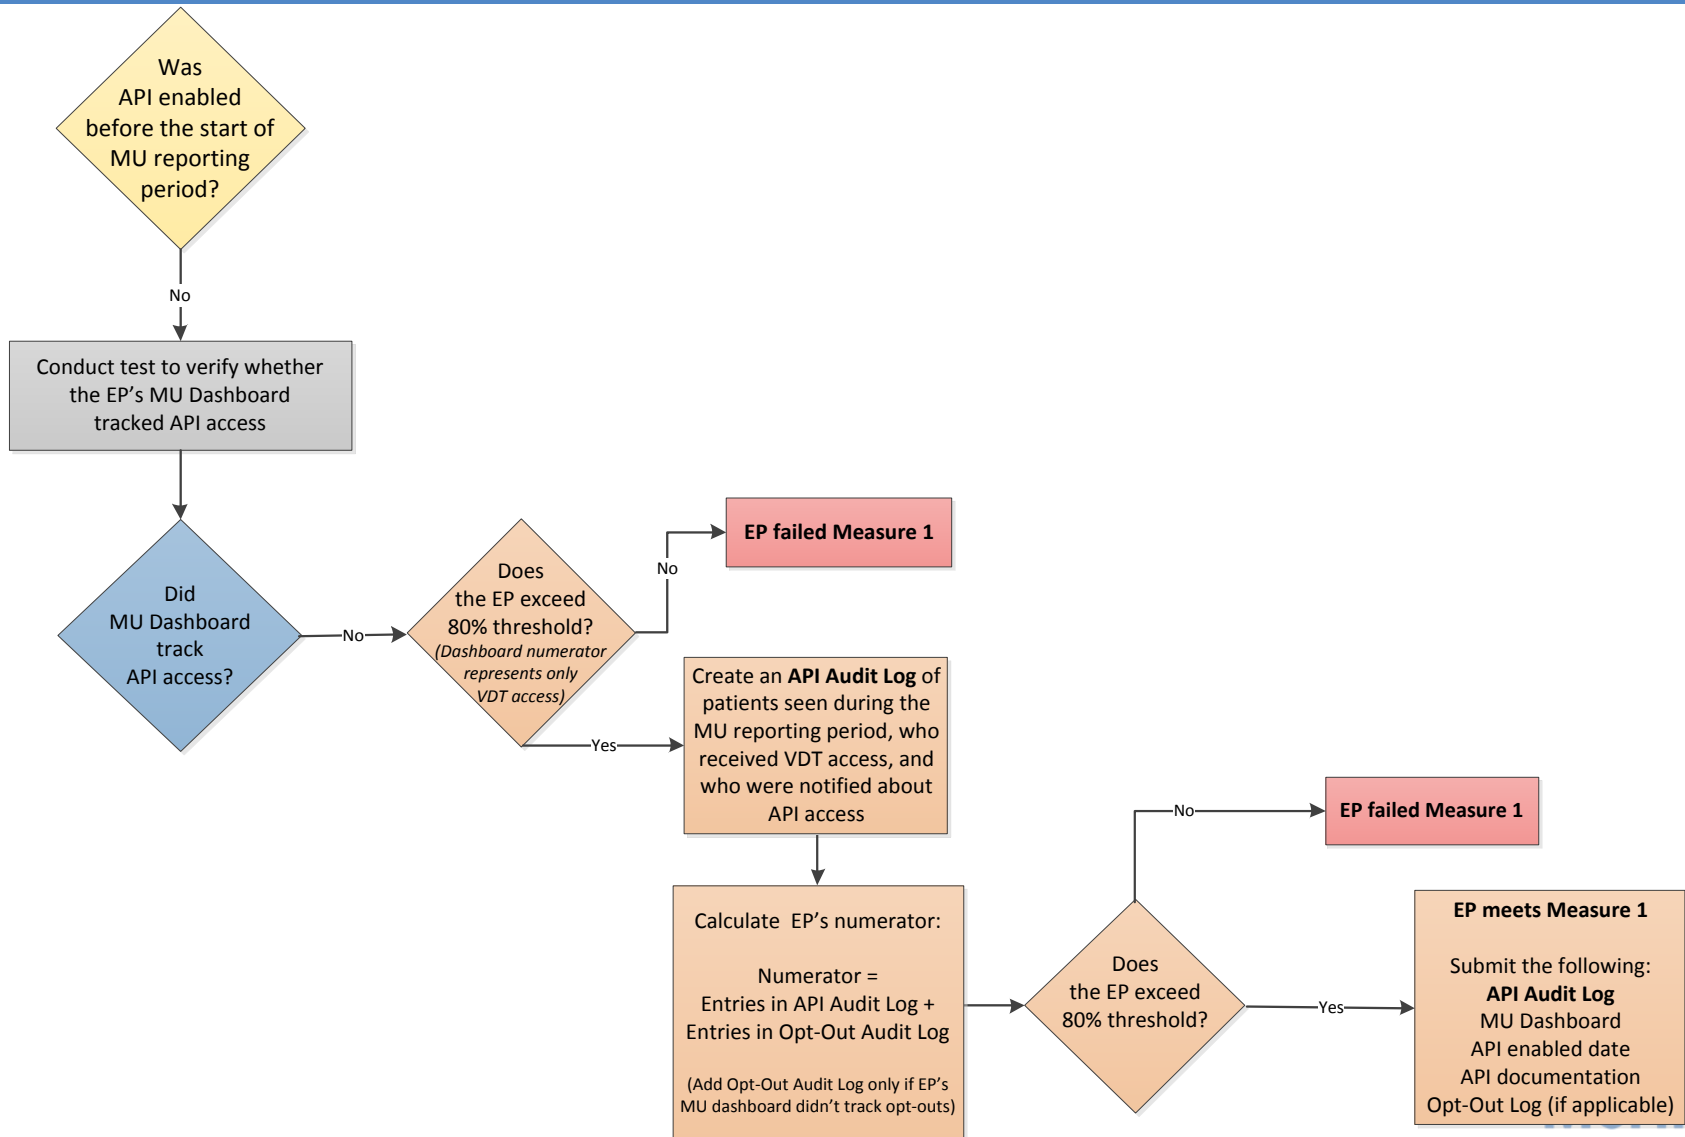 Was
API enabled
before the start of
MU reporting
period?
No
Conduct test to verify whether
the EP's MU Dashboard
tracked API access
Did
MU Dashboard
track
API access?
No
Does
the EP exceed
80% threshold?
(Dashboard numerator
represents only
VDT access)
No
EP failed Measure 1
Yes
Create an API Audit Log of
patients seen during the
MU reporting period, who
received VDT access, and
who were notified about
API access
Calculate EP's numerator:
Numerator =
Entries in API Audit Log +
Entries in Opt-Out Audit Log
(Add Opt-Out Audit Log only if EP's
MU dashboard didn't track opt-outs)
Does
the EP exceed
80% threshold?
No
EP failed Measure 1
Yes
EP meets Measure 1
Submit the following:
API Audit Log
MU Dashboard
API enabled date
API documentation
Opt-Out Log (if applicable)